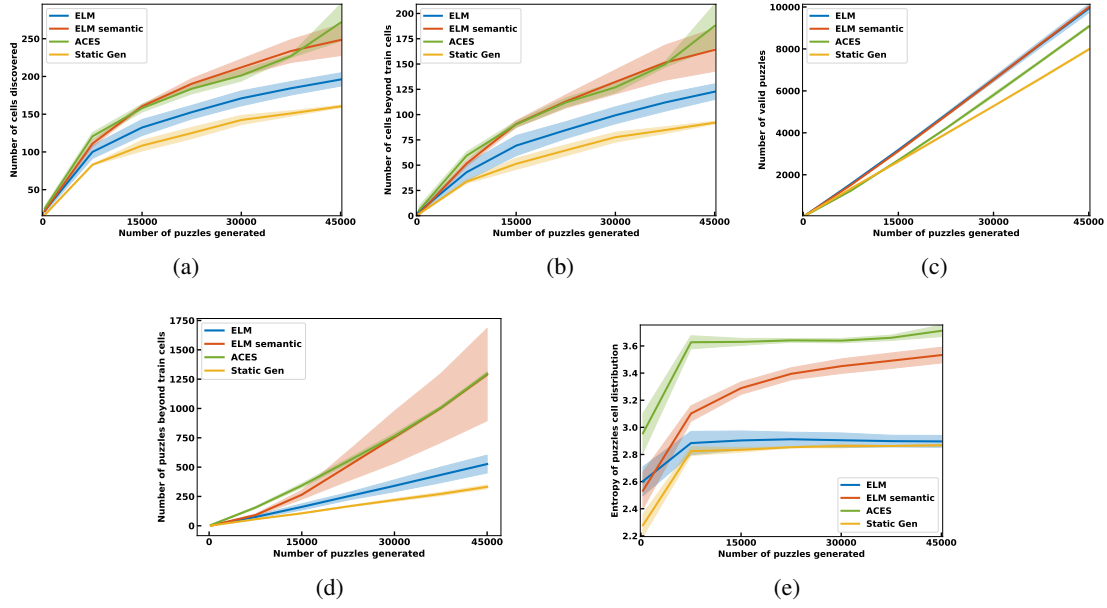 Number of cells discovered
250
200
150
100
50
0 15000 30000 45000
Number of puzzles generated
ELM
ELM semantic
ACES
Static Gen
(a)
Number of cells beyond train cells
200
175
150
125
100
75
50
25
0
0 15000 30000 45000
Number of puzzles generated
ELM
ELM semantic
ACES
Static Gen
(b)
Number of valid puzzles
10000
8000
6000
4000
2000
0 15000 30000 45000
Number of puzzles generated
ELM
ELM semantic
ACES
Static Gen
(c)
Number of puzzles beyond train cells
1750
1500
1250
1000
750
500
250
0
0 15000 30000 45000
Number of puzzles generated
ELM
ELM semantic
ACES
Static Gen
(d)
Entropy of puzzles cell distribution
3.6
3.4
3.2
3.0
2.8
2.6
2.4
2.2
0 15000 30000 45000
Number of puzzles generated
ELM
ELM semantic
ACES
Static Gen
(e)